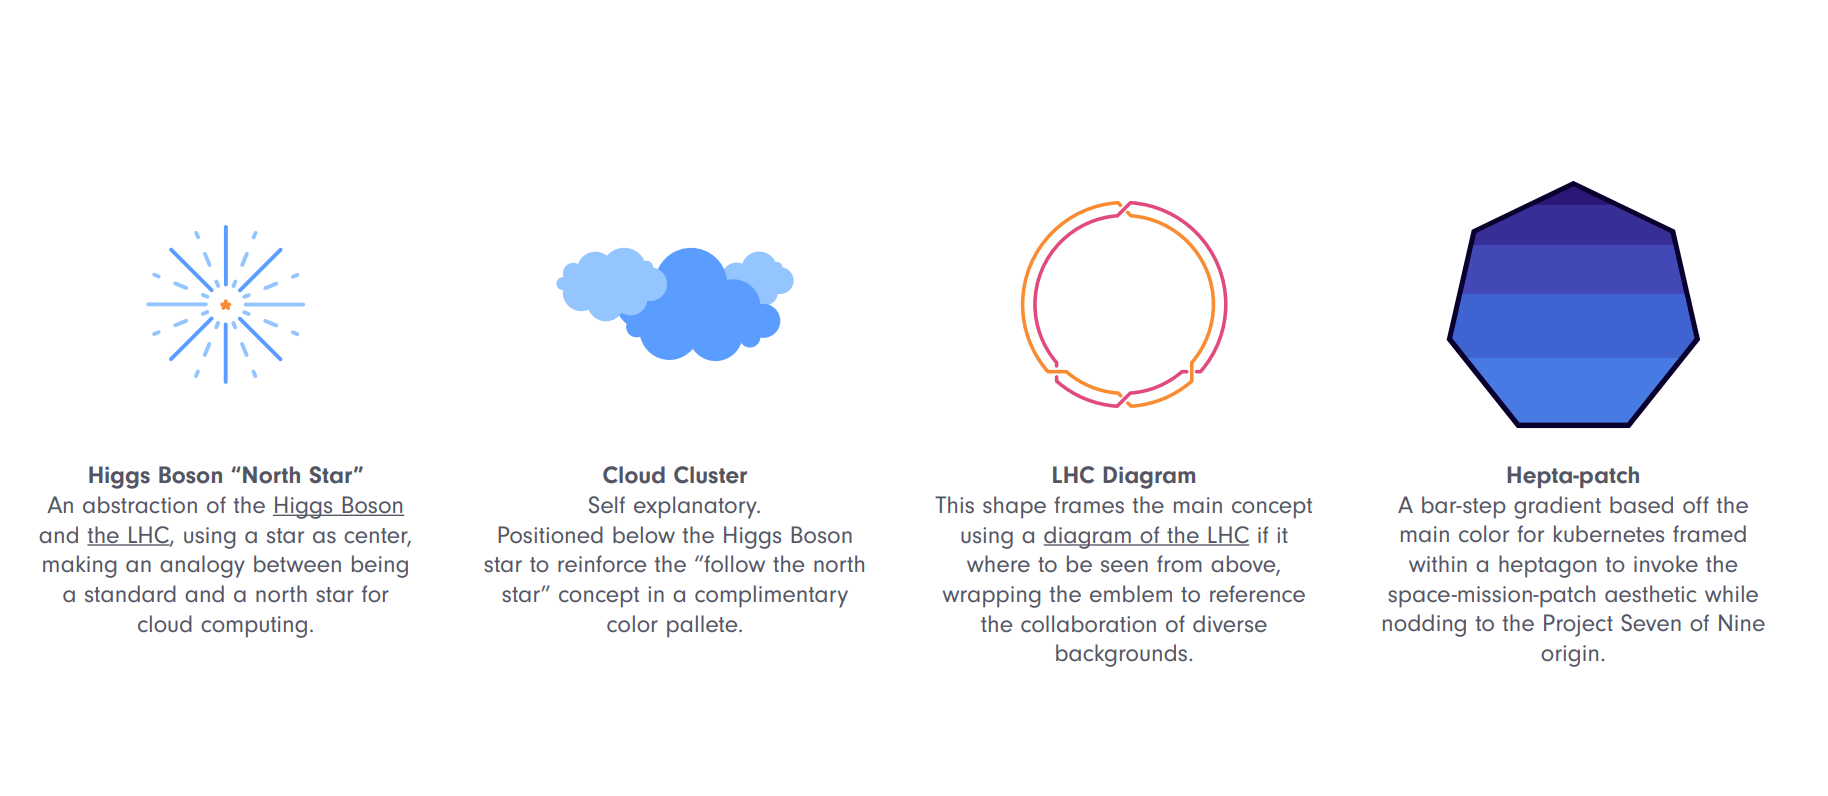 Higgs Boson “North Star”
An abstraction of the Higgs Boson
and the LHC, using a star as center,
making an analogy between being
a standard and a north star for
cloud computing.
Cloud Cluster
Self explanatory.
Positioned below the Higgs Boson
star to reinforce the “follow the north
star” concept in a complimentary
color pallete.
LHC Diagram
This shape frames the main concept
using a diagram of the LHC if it
where to be seen from above,
wrapping the emblem to reference
the collaboration of diverse
backgrounds.
Hepta-patch
A bar-step gradient based off the
main color for kubernetes framed
within a heptagon to invoke the
space-mission-patch aesthetic while
nodding to the Project Seven of Nine
origin.